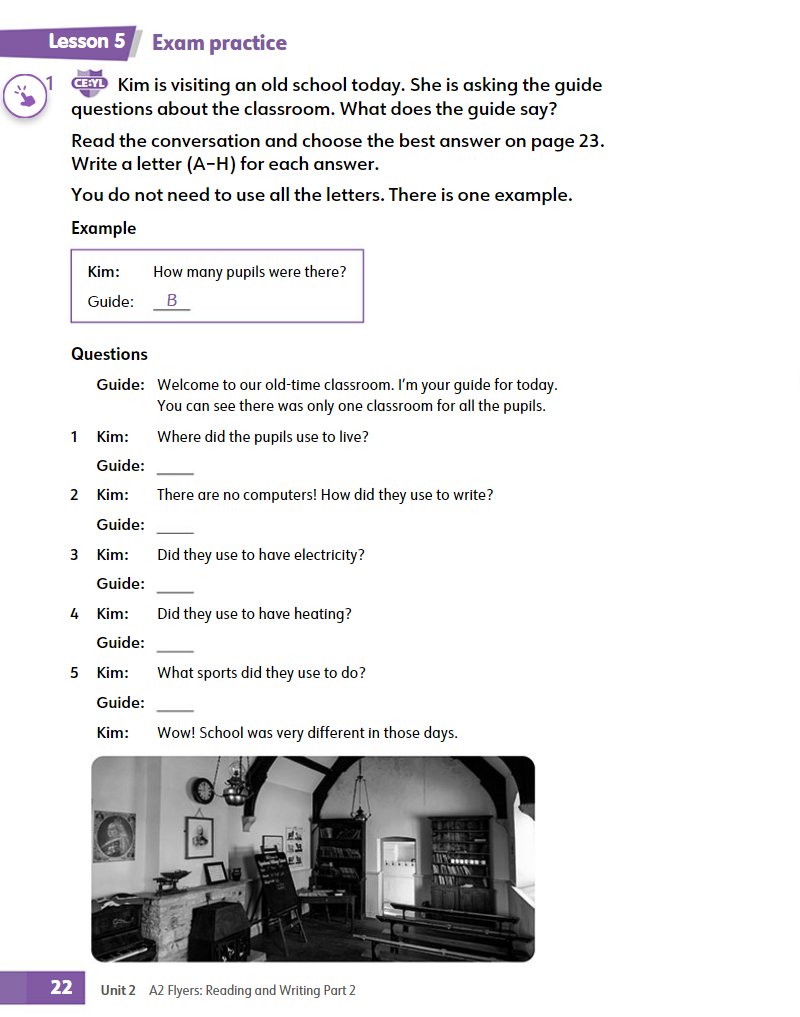 Lesson 5 Exam practice
1 CE:YL Kim is visiting an old school today. She is asking the guide
questions about the classroom. What does the guide say?
Read the conversation and choose the best answer on page 23.
Write a letter (A–H) for each answer.
You do not need to use all the letters. There is one example.
Example
Kim: How many pupils were there?
Guide: B
Questions
Guide: Welcome to our old-time classroom. I'm your guide for today.
You can see there was only one classroom for all the pupils.
1 Kim: Where did the pupils use to live?
Guide: ____
2 Kim: There are no computers! How did they use to write?
Guide: ____
3 Kim: Did they use to have electricity?
Guide: ____
4 Kim: Did they use to have heating?
Guide: ____
5 Kim: What sports did they use to do?
Guide: ____
Kim: Wow! School was very different in those days.
22 Unit 2 A2 Flyers: Reading and Writing Part 2